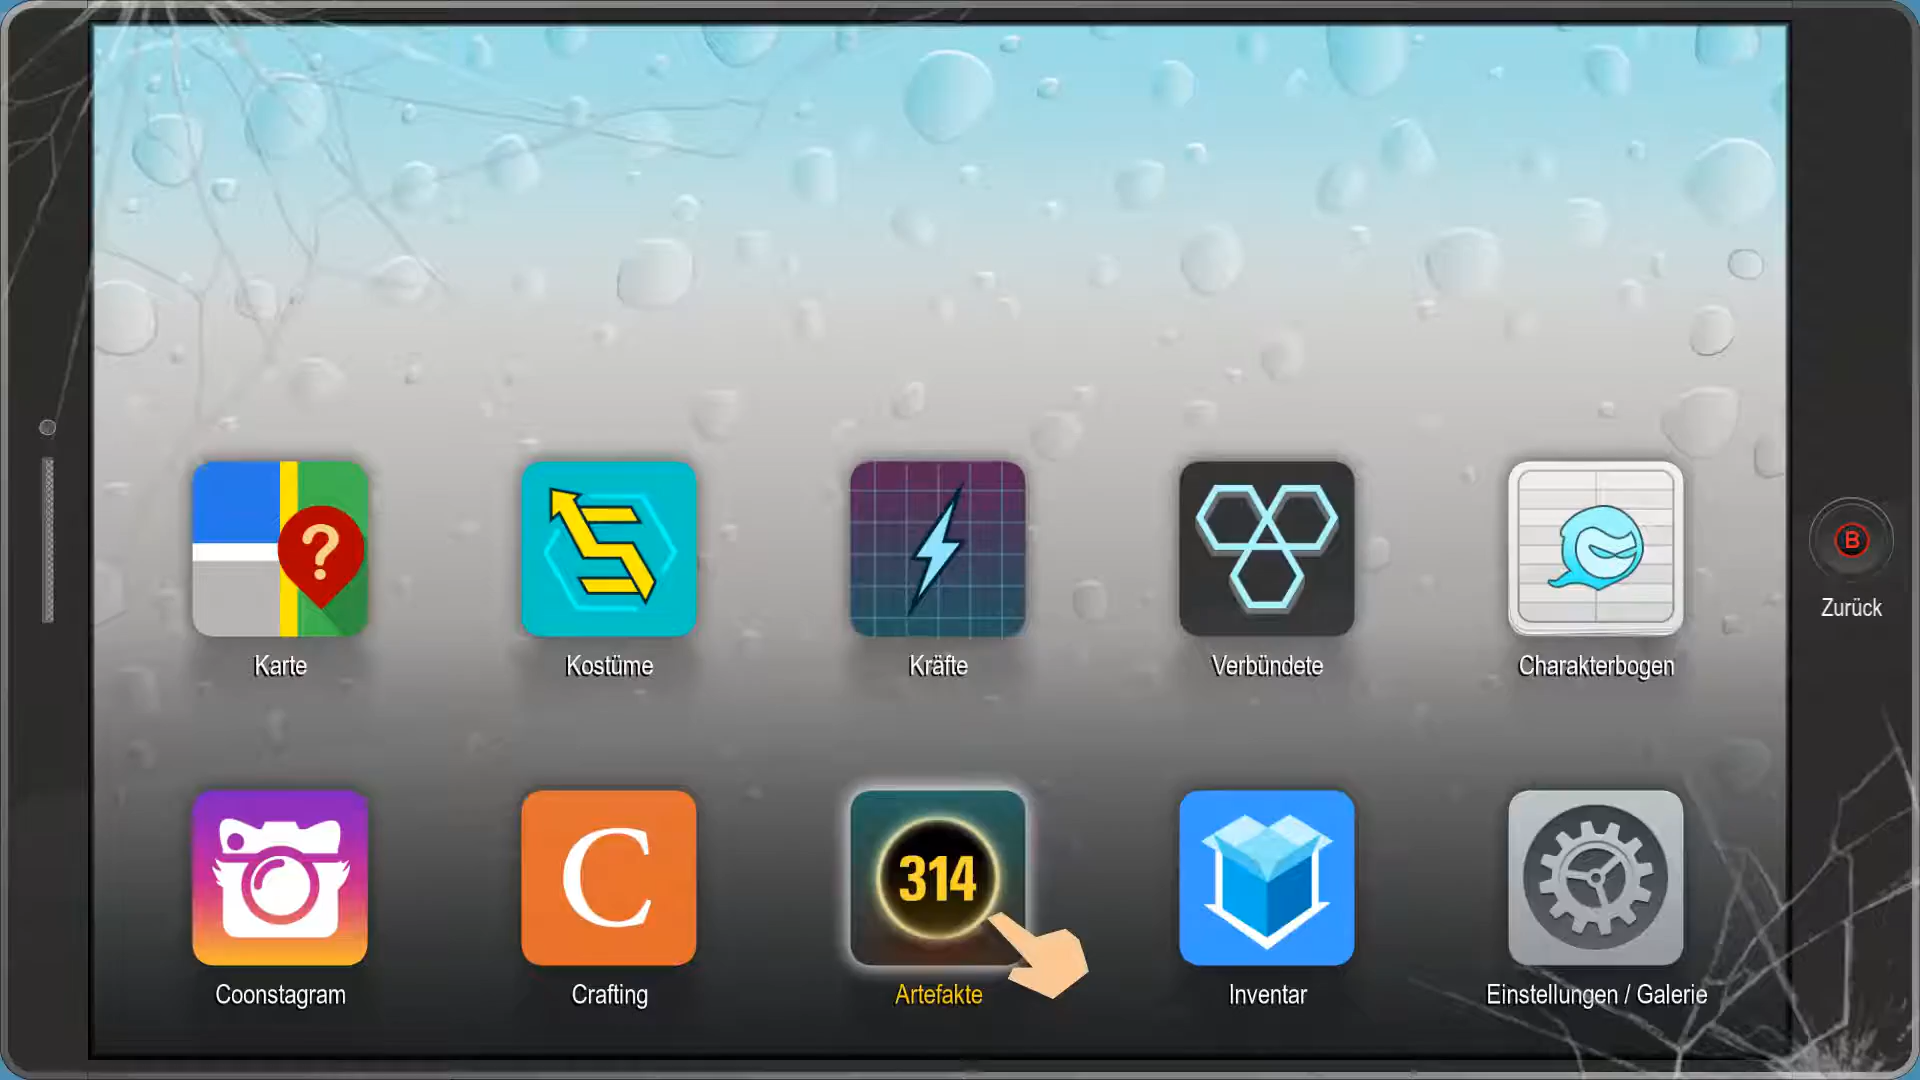 ?
Karte
Kostüme
Kräfte
Verbündete
Charakterbogen
B
Zurück
C
314
Coonstagram
Crafting
Artefakte
Inventar
Einstellungen / Galerie